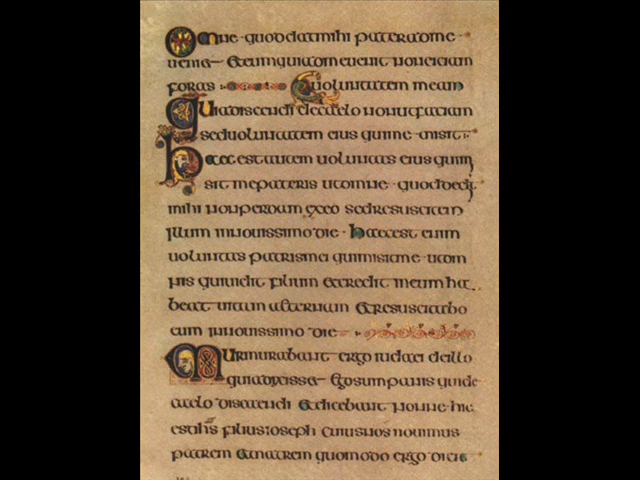 Omne quod dat mihi pater ad me
ueniet et eum qui ad me uenit non eiciam
foras uoluntatem meam
Quia discendi de caelo non ut faciam
sed uoluntatem eius qui me misit
haec est autem uoluntas eius qui m
sit me patris ut omne quod dedit
mihi non perdam ex eo sed resuscitem
illum in nouissimo die haec est enim
uoluntas patris mei qui misit me ut om
nis qui uidit filium et credit in eum ha
beat uitam aeternam et resuscitabo
eum in nouissimo die
Murmurabant ergo iudaei de illo
quia dixisset ego sum panis qui de
caelo discendi et dicebant nonne hic
est ihs filius ioseph cuius nos nouimus
patrem et matrem quomodo ergo dicit